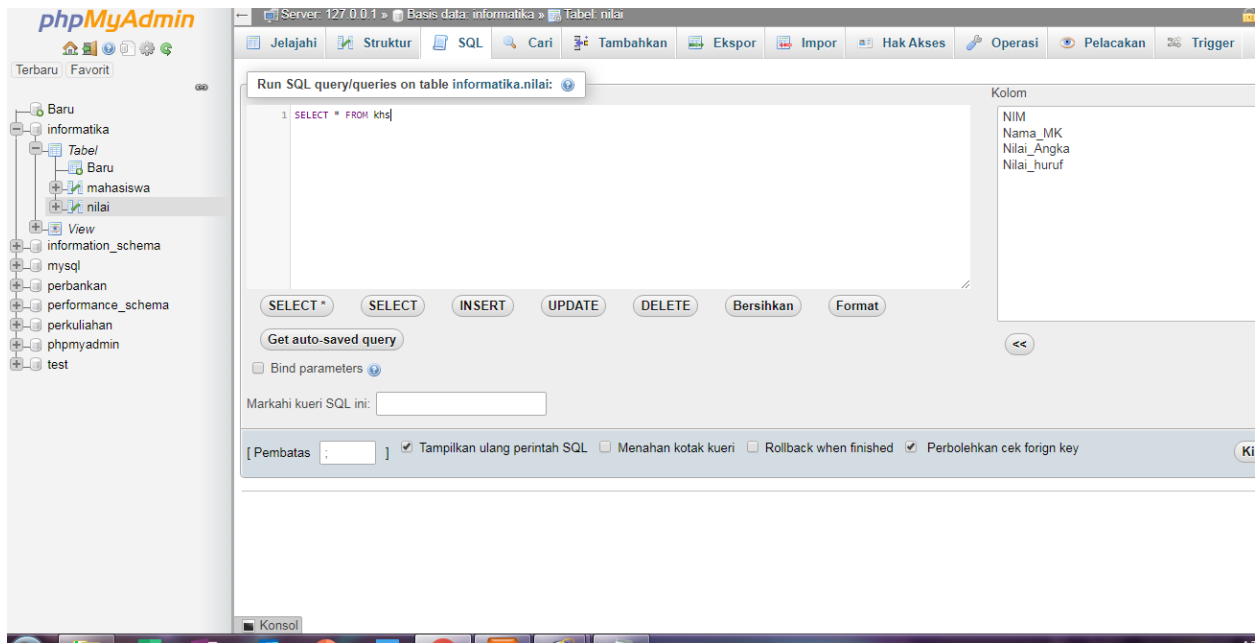 phpMyAdmin
Terbaru Favorit
Baru
informatika
Tabel
Baru
mahasiswa
nilai
View
information_schema
mysql
perbankan
performance_schema
perkuliahan
phpmyadmin
test
Server: 127.0.0.1 » Basis data: informatika » Tabel: nilai
Jelajahi Struktur SQL Cari Tambahkan Ekspor Impor Hak Akses Operasi Pelacakan Trigger
Run SQL query/queries on table informatika.nilai:
1 SELECT * FROM khs
Kolom
NIM
Nama_MK
Nilai_Angka
Nilai_huruf
SELECT * SELECT INSERT UPDATE DELETE Bersihkan Format
Get auto-saved query
<<
Bind parameters
Markahi kueri SQL ini:
[ Pembatas ; ] Tampilkan ulang perintah SQL Menahan kotak kueri Rollback when finished Perbolehkan cek forign key Ki
Konsol